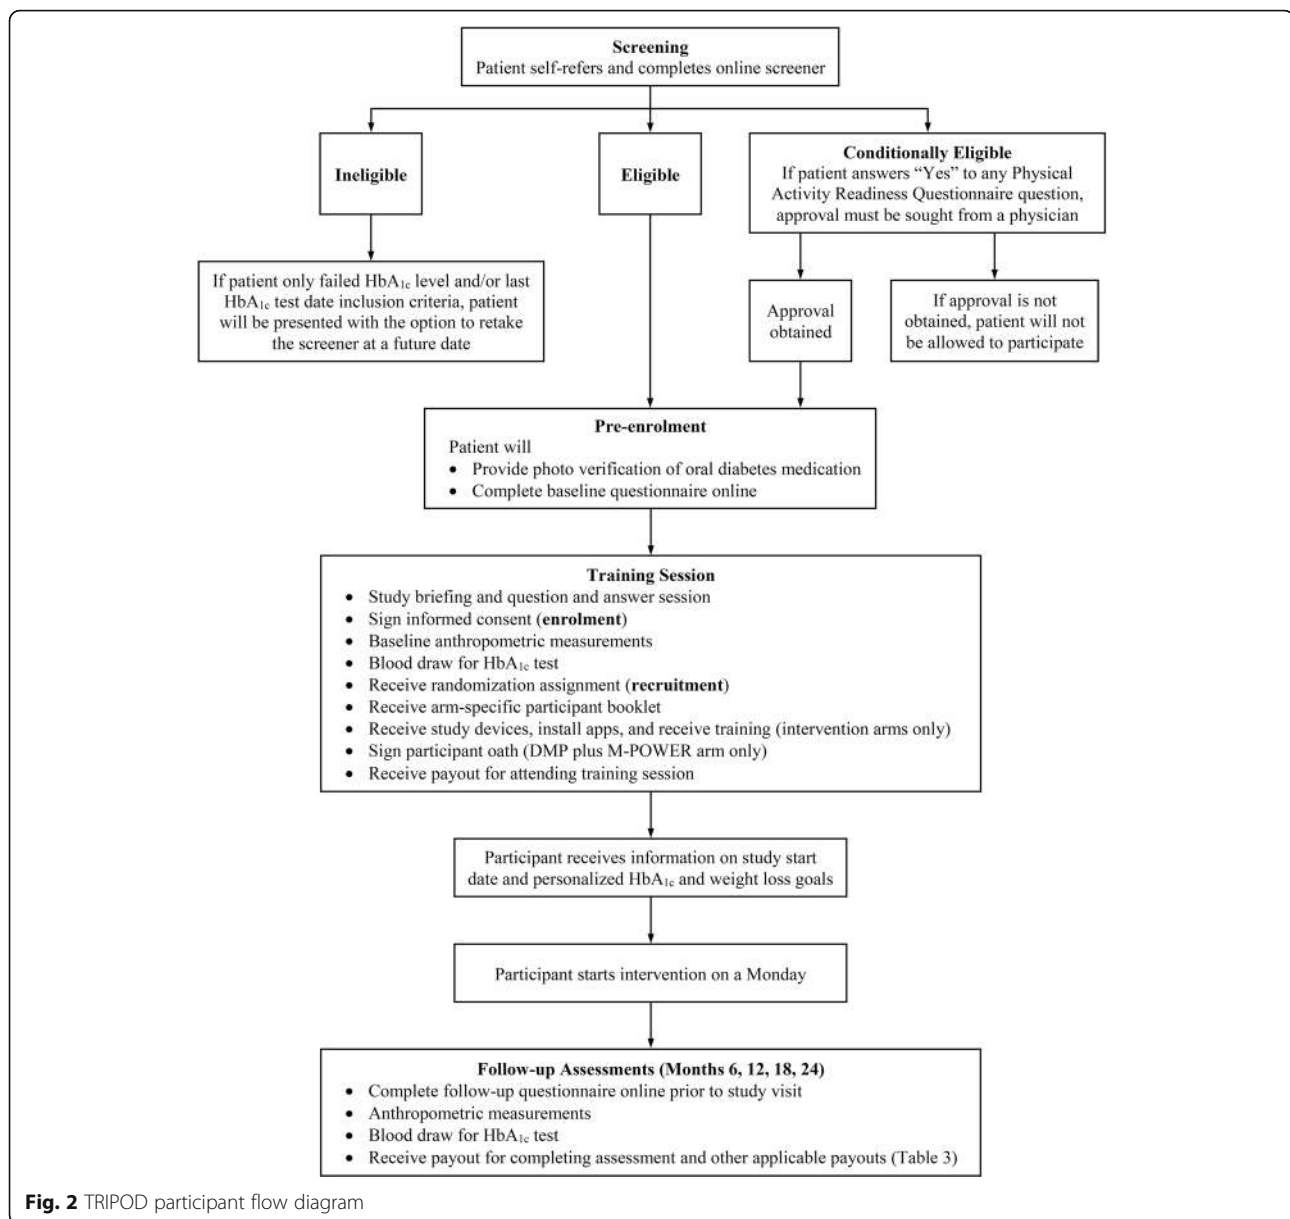 Screening
Patient self-refers and completes online screener
Ineligible
Eligible
Conditionally Eligible
If patient answers “Yes” to any Physical
Activity Readiness Questionnaire question,
approval must be sought from a physician
If patient only failed HbA1c level and/or last
HbA1c test date inclusion criteria, patient
will be presented with the option to retake
the screener at a future date
Approval
obtained
If approval is not
obtained, patient will not
be allowed to participate
Pre-enrolment
Patient will
• Provide photo verification of oral diabetes medication
• Complete baseline questionnaire online
Training Session
• Study briefing and question and answer session
• Sign informed consent (enrolment)
• Baseline anthropometric measurements
• Blood draw for HbA1c test
• Receive randomization assignment (recruitment)
• Receive arm-specific participant booklet
• Receive study devices, install apps, and receive training (intervention arms only)
• Sign participant oath (DMP plus M-POWER arm only)
• Receive payout for attending training session
Participant receives information on study start
date and personalized HbA1c and weight loss goals
Participant starts intervention on a Monday
Follow-up Assessments (Months 6, 12, 18, 24)
• Complete follow-up questionnaire online prior to study visit
• Anthropometric measurements
• Blood draw for HbA1c test
• Receive payout for completing assessment and other applicable payouts (Table 3)
Fig. 2 TRIPOD participant flow diagram